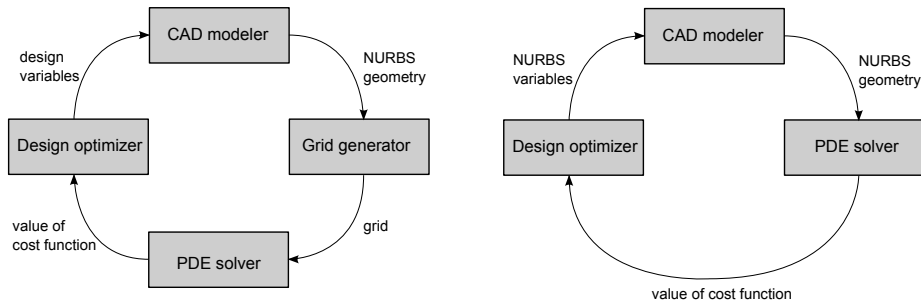 CAD modeler
design
variables
NURBS
geometry
Design optimizer
Grid generator
value of
cost function
grid
PDE solver
CAD modeler
NURBS
variables
NURBS
geometry
Design optimizer
PDE solver
value of cost function